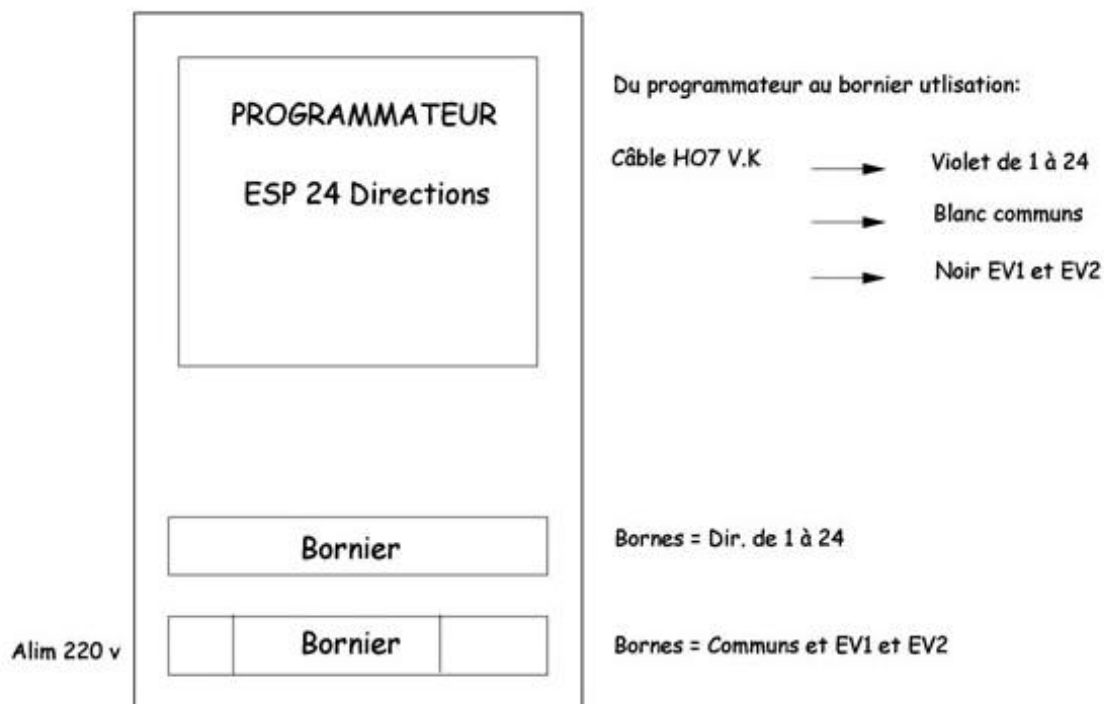 PROGRAMMATEUR
ESP 24 Directions
Du programmateur au bornier utlisation:
Câble HO7 V.K
Violet de 1 à 24
Blanc communs
Noir EV1 et EV2
Bornier
Bornes = Dir. de 1 à 24
Alim 220 v
Bornier
Bornes = Communs et EV1 et EV2